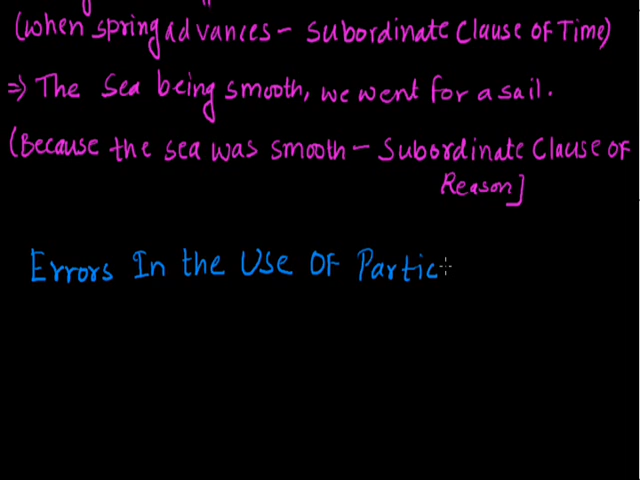 (when spring advances - Subordinate Clause of Time)
⇒ The Sea being smooth, we went for a sail.
(Because the sea was smooth - Subordinate Clause of
Reason]
Errors In the Use Of Partic